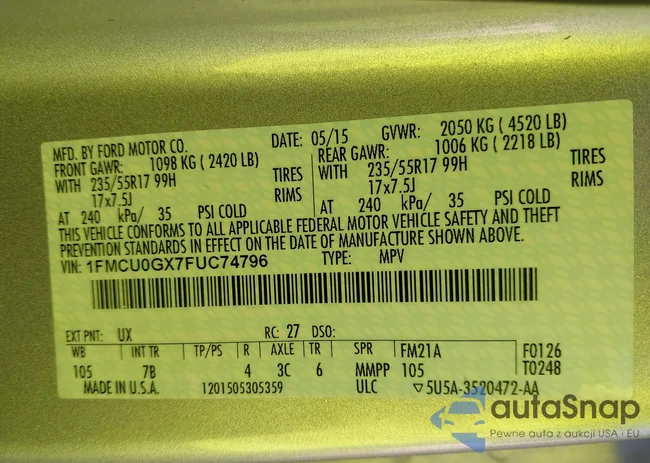 MFD. BY FORD MOTOR CO. DATE: 05/15 GVWR: 2050 KG ( 4520 LB)
FRONT GAWR: 1098 KG ( 2420 LB) REAR GAWR: 1006 KG ( 2218 LB)
WITH 235/55R17 99H TIRES WITH 235/55R17 99H TIRES
17x7.5J RIMS 17x7.5J RIMS
AT 240 kPa/ 35 PSI COLD AT 240 kPa/ 35 PSI COLD
THIS VEHICLE CONFORMS TO ALL APPLICABLE FEDERAL MOTOR VEHICLE SAFETY AND THEFT
PREVENTION STANDARDS IN EFFECT ON THE DATE OF MANUFACTURE SHOWN ABOVE.
VIN: 1FMCU0GX7FUC74796 TYPE: MPV
EXT PNT: UX RC: 27 DSO:
WB INT TR TP/PS R AXLE TR SPR FM21A F0126
105 7B 4 3C 6 MMPP 105 T0248
MADE IN U.S.A. 1201505305359 ULC ▽5U5A-3520472-AA
autaSnap
Pewne auta z aukcji USA i EU